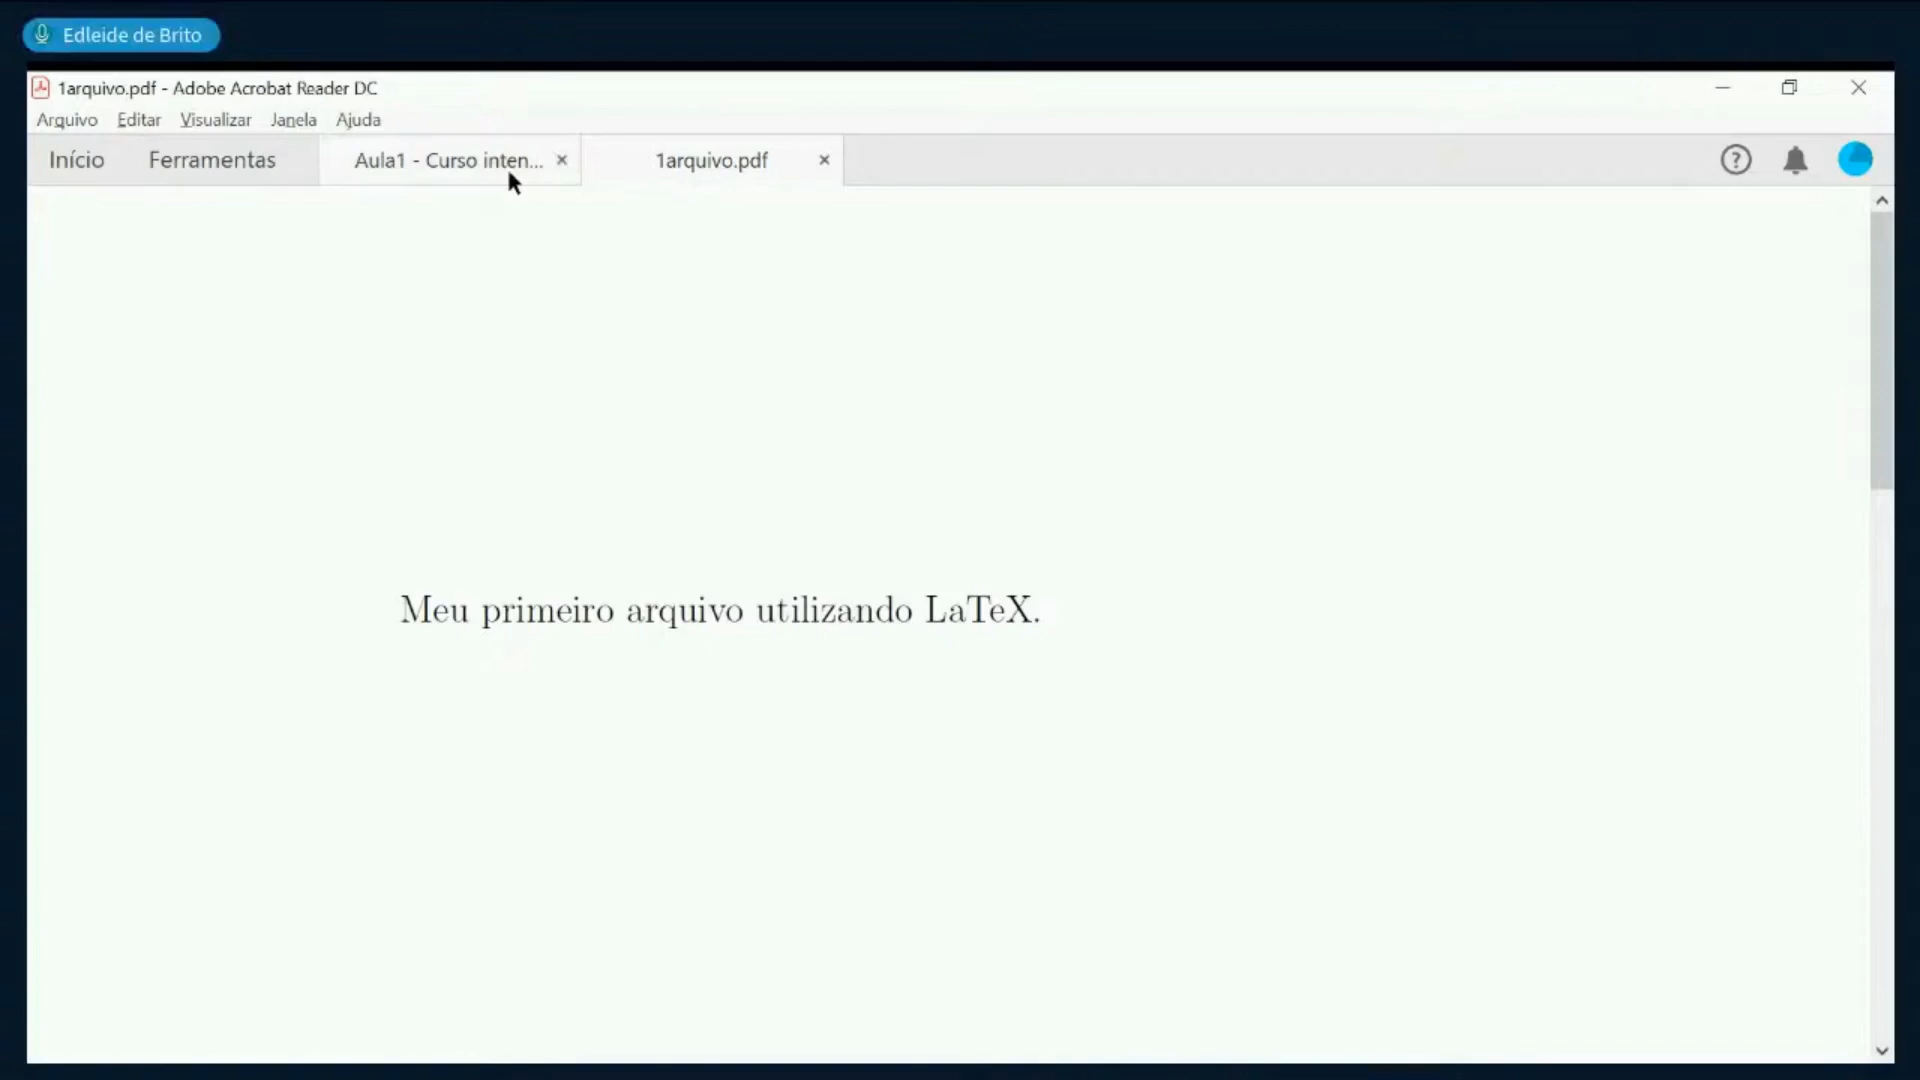 Edleide de Brito
1arquivo.pdf - Adobe Acrobat Reader DC
Arquivo Editar Visualizar Janela Ajuda
Início Ferramentas Aula1 - Curso inten... × 1arquivo.pdf ×
Meu primeiro arquivo utilizando LaTeX.